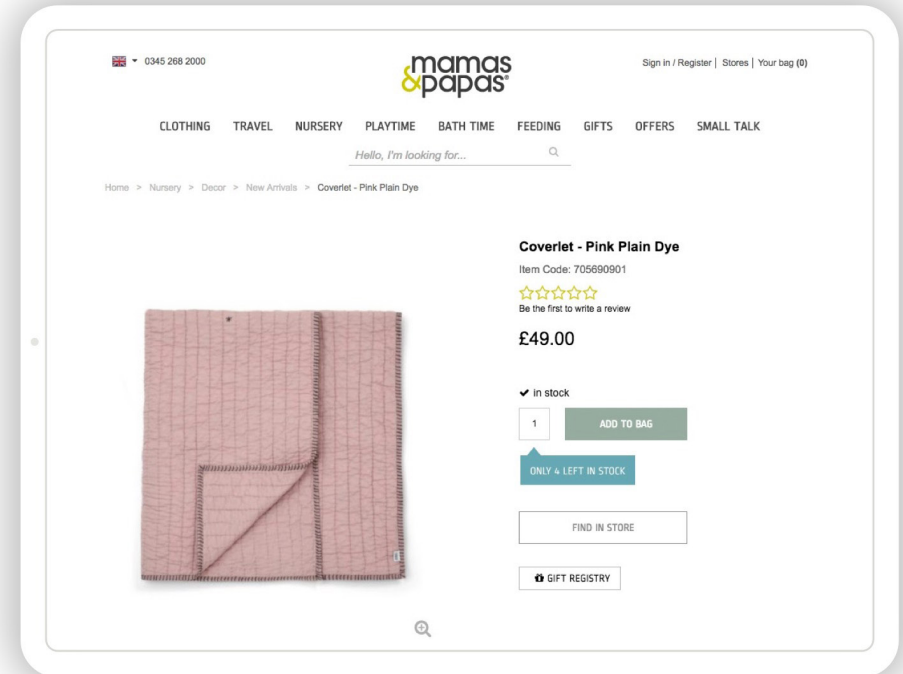 0345 268 2000
mamas
&papas®
Sign in / Register | Stores | Your bag (0)
CLOTHING TRAVEL NURSERY PLAYTIME BATH TIME FEEDING GIFTS OFFERS SMALL TALK
Hello, I'm looking for...
Home > Nursery > Decor > New Arrivals > Coverlet - Pink Plain Dye
Coverlet - Pink Plain Dye
Item Code: 705690901
Be the first to write a review
£49.00
in stock
1 ADD TO BAG
ONLY 4 LEFT IN STOCK
FIND IN STORE
GIFT REGISTRY